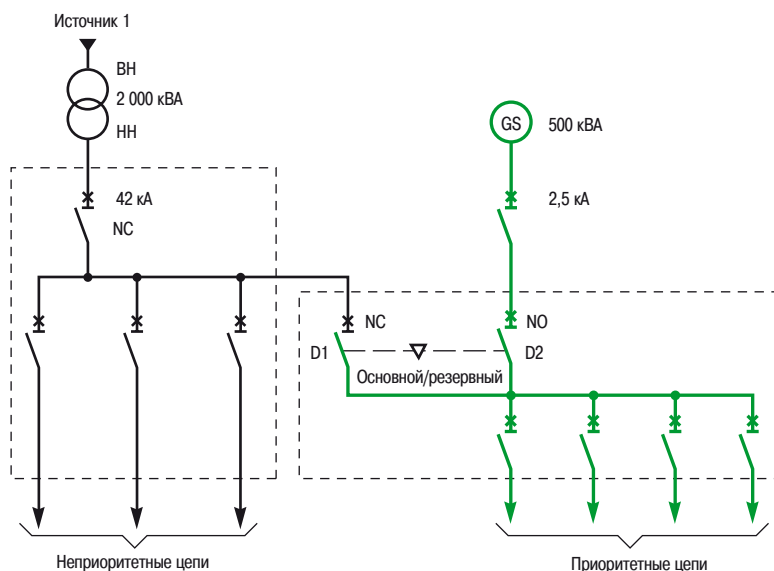 Источник 1
ВН
2 000 кВА
НН
GS
500 кВА
42 кА
NC
2,5 кА
NC
NO
D1
D2
Основной/резервный
Неприоритетные цепи
Приоритетные цепи